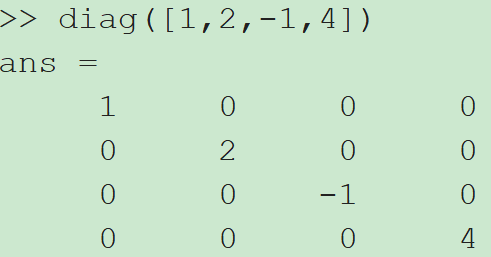 >> diag([1,2,-1,4])
ans =
1 0 0 0
0 2 0 0
0 0 -1 0
0 0 0 4